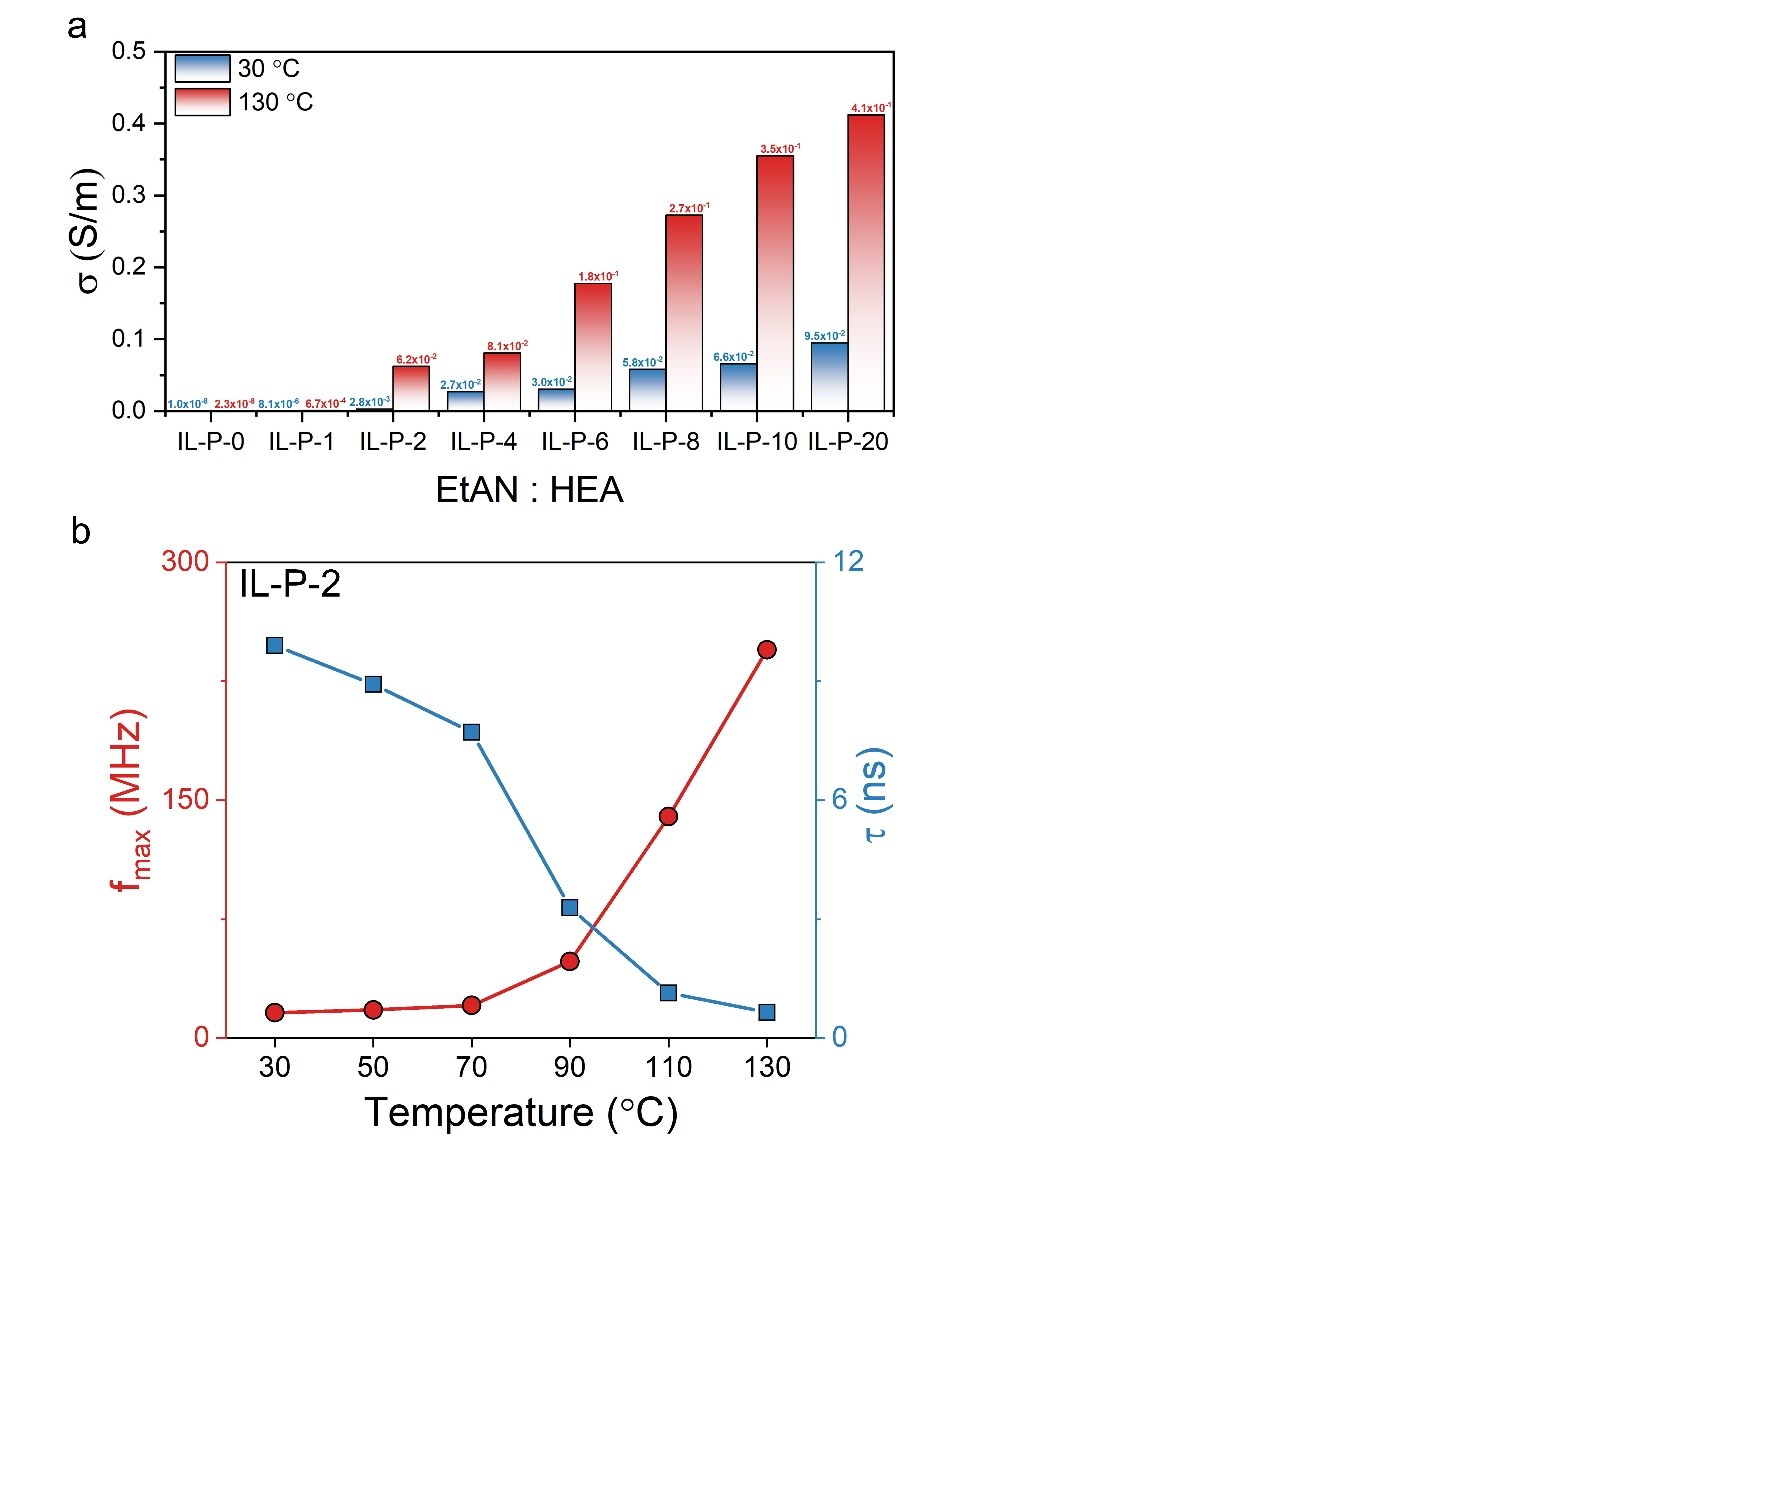 a
0.5
30 °C
130 °C
0.4
0.3
0.2
0.1
0.0
σ (S/m)
1.0x10⁻⁸ 2.3x10⁻⁸ 8.1x10⁻⁶ 6.7x10⁻⁴ 2.8x10⁻³ 6.2x10⁻² 2.7x10⁻² 8.1x10⁻² 3.0x10⁻² 1.8x10⁻¹ 5.8x10⁻² 2.7x10⁻¹ 6.6x10⁻² 3.5x10⁻¹ 9.5x10⁻² 4.1x10⁻¹
IL-P-0 IL-P-1 IL-P-2 IL-P-4 IL-P-6 IL-P-8 IL-P-10 IL-P-20
EtAN : HEA
b
IL-P-2
300
150
0
fmax (MHz)
12
6
0
τ (ns)
30 50 70 90 110 130
Temperature (°C)